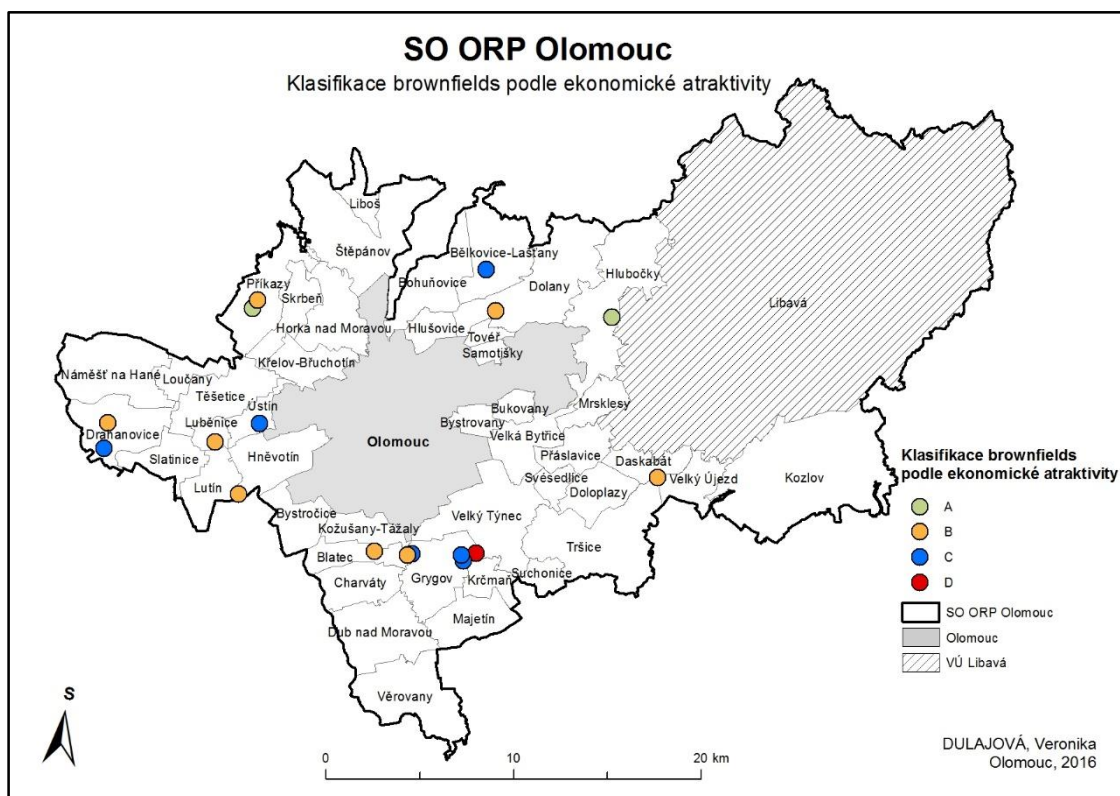 SO ORP Olomouc
Klasifikace brownfields podle ekonomické atraktivity
Liboš
Štěpánov
Bělkovice-Lašťany
Bohuňovice
Dolany
Hlubočky
Příkazy
Skrbeň
Horka nad Moravou
Libavá
Hlušovice
Tovéř
Samotišky
Křelov-Břuchotín
Náměšť na Hané
Loučany
Těšetice
Ústín
Luběnice
Drahanovice
Slatinice
Hněvotín
Lutín
Olomouc
Bukovany
Mrsklesy
Bystrovany
Velká Bytřice
Přáslavice
Daskabát
Velký Újezd
Kozlov
Svésedlice
Doloplazy
Bystročice
Kožušany-Tážaly
Velký Týnec
Tršice
Blatec
Charváty
Grygov
Krčmaň
Suchonice
Majetín
Dub nad Moravou
Věrovany
Klasifikace brownfields
podle ekonomické atraktivity
A
B
C
D
SO ORP Olomouc
Olomouc
VÚ Libavá
S
0 10 20 km
DULAJOVÁ, Veronika
Olomouc, 2016